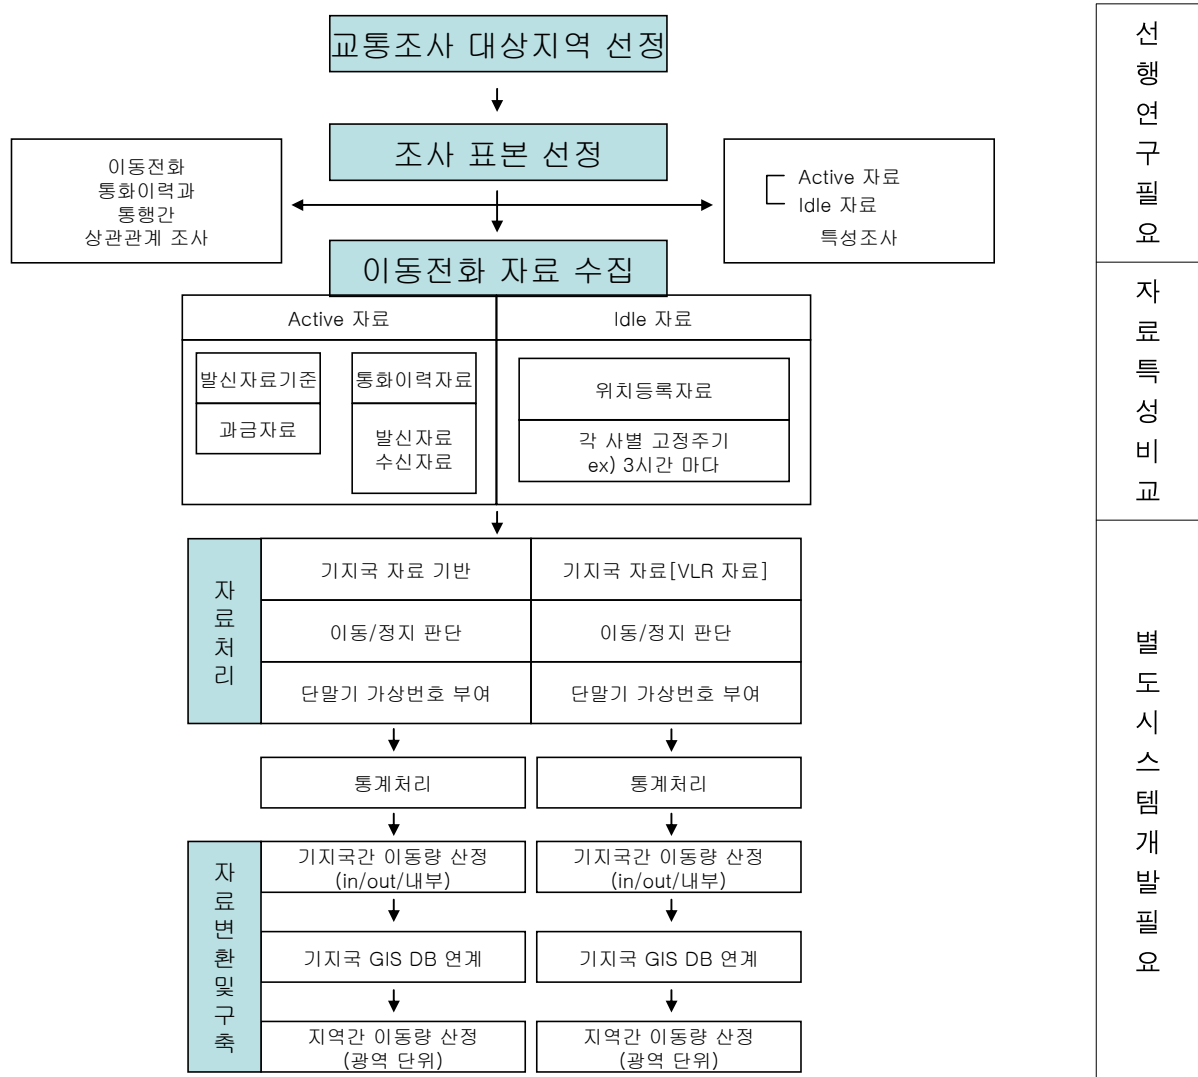 교통조사 대상지역 선정
조사 표본 선정
이동전화
통화이력과
통행간
상관관계 조사
Active 자료
Idle 자료
특성조사
이동전화 자료 수집
Active 자료
Idle 자료
발신자료기준
과금자료
통화이력자료
발신자료
수신자료
위치등록자료
각 사별 고정주기
ex) 3시간 마다
자료처리
기지국 자료 기반
기지국 자료[VLR 자료]
이동/정지 판단
이동/정지 판단
단말기 가상번호 부여
단말기 가상번호 부여
통계처리
통계처리
자료변환및구축
기지국간 이동량 산정
(in/out/내부)
기지국간 이동량 산정
(in/out/내부)
기지국 GIS DB 연계
기지국 GIS DB 연계
지역간 이동량 산정
(광역 단위)
지역간 이동량 산정
(광역 단위)
선행연구필요
자료특성비교
별도시스템개발필요